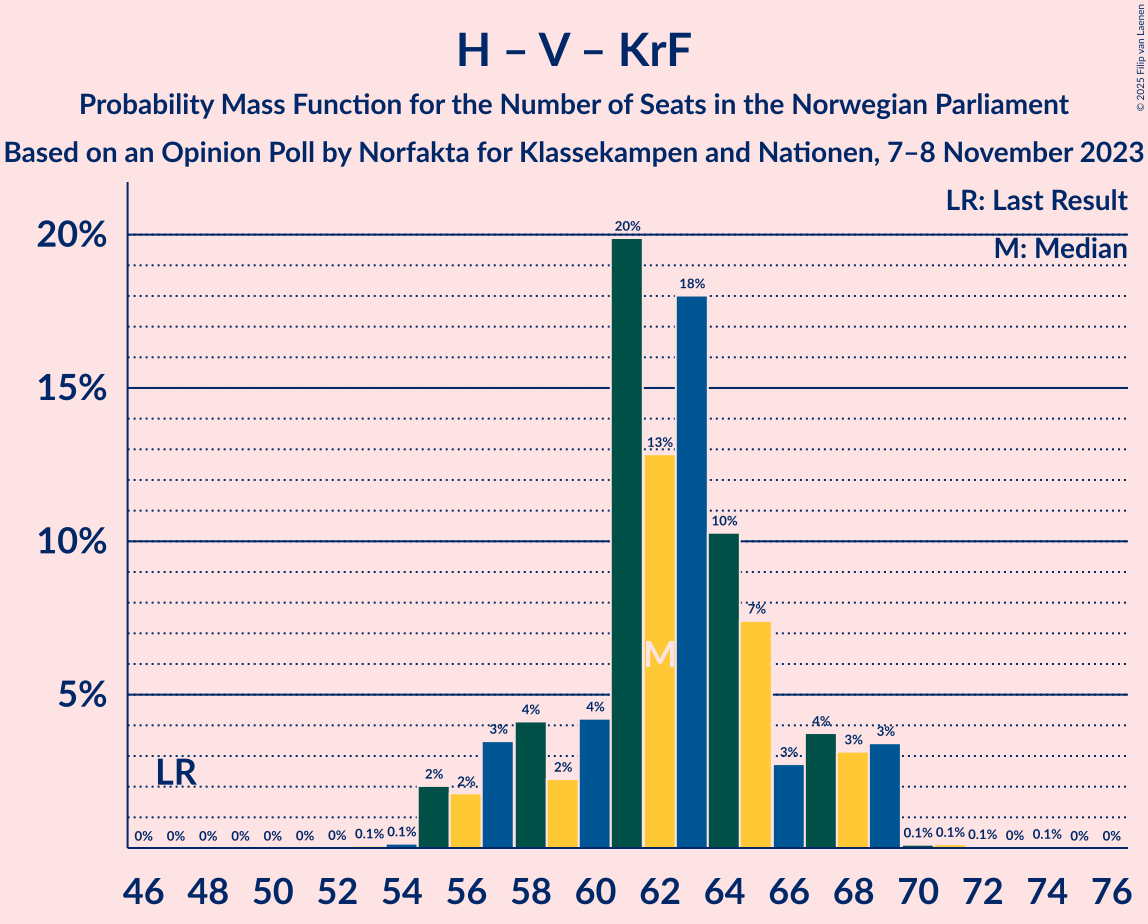 H – V – KrF
Probability Mass Function for the Number of Seats in the Norwegian Parliament
Based on an Opinion Poll by Norfakta for Klassekampen and Nationen, 7–8 November 2023
© 2025 Filip van Laenen
LR: Last Result
M: Median
20%
15%
10%
5%
LR
M
0% 0% 0% 0% 0% 0% 0% 0.1% 0.1% 2% 2% 3% 4% 2% 4% 20% 13% 18% 10% 7% 3% 4% 3% 3% 0.1% 0.1% 0.1% 0% 0.1% 0% 0%
46 48 50 52 54 56 58 60 62 64 66 68 70 72 74 76